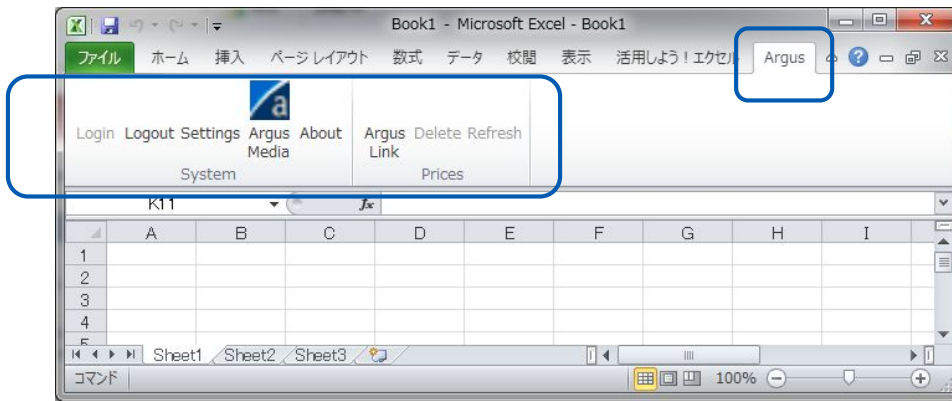 Book1 - Microsoft Excel - Book1
ファイル ホーム 挿入 ページ レイアウト 数式 データ 校閲 表示 活用しよう！エクセル Argus
Login Logout Settings Argus Media About Argus Link Delete Refresh
System Prices
K11 fx
A B C D E F G H I
1
2
3
4
5
Sheet1 Sheet2 Sheet3
コマンド 100%